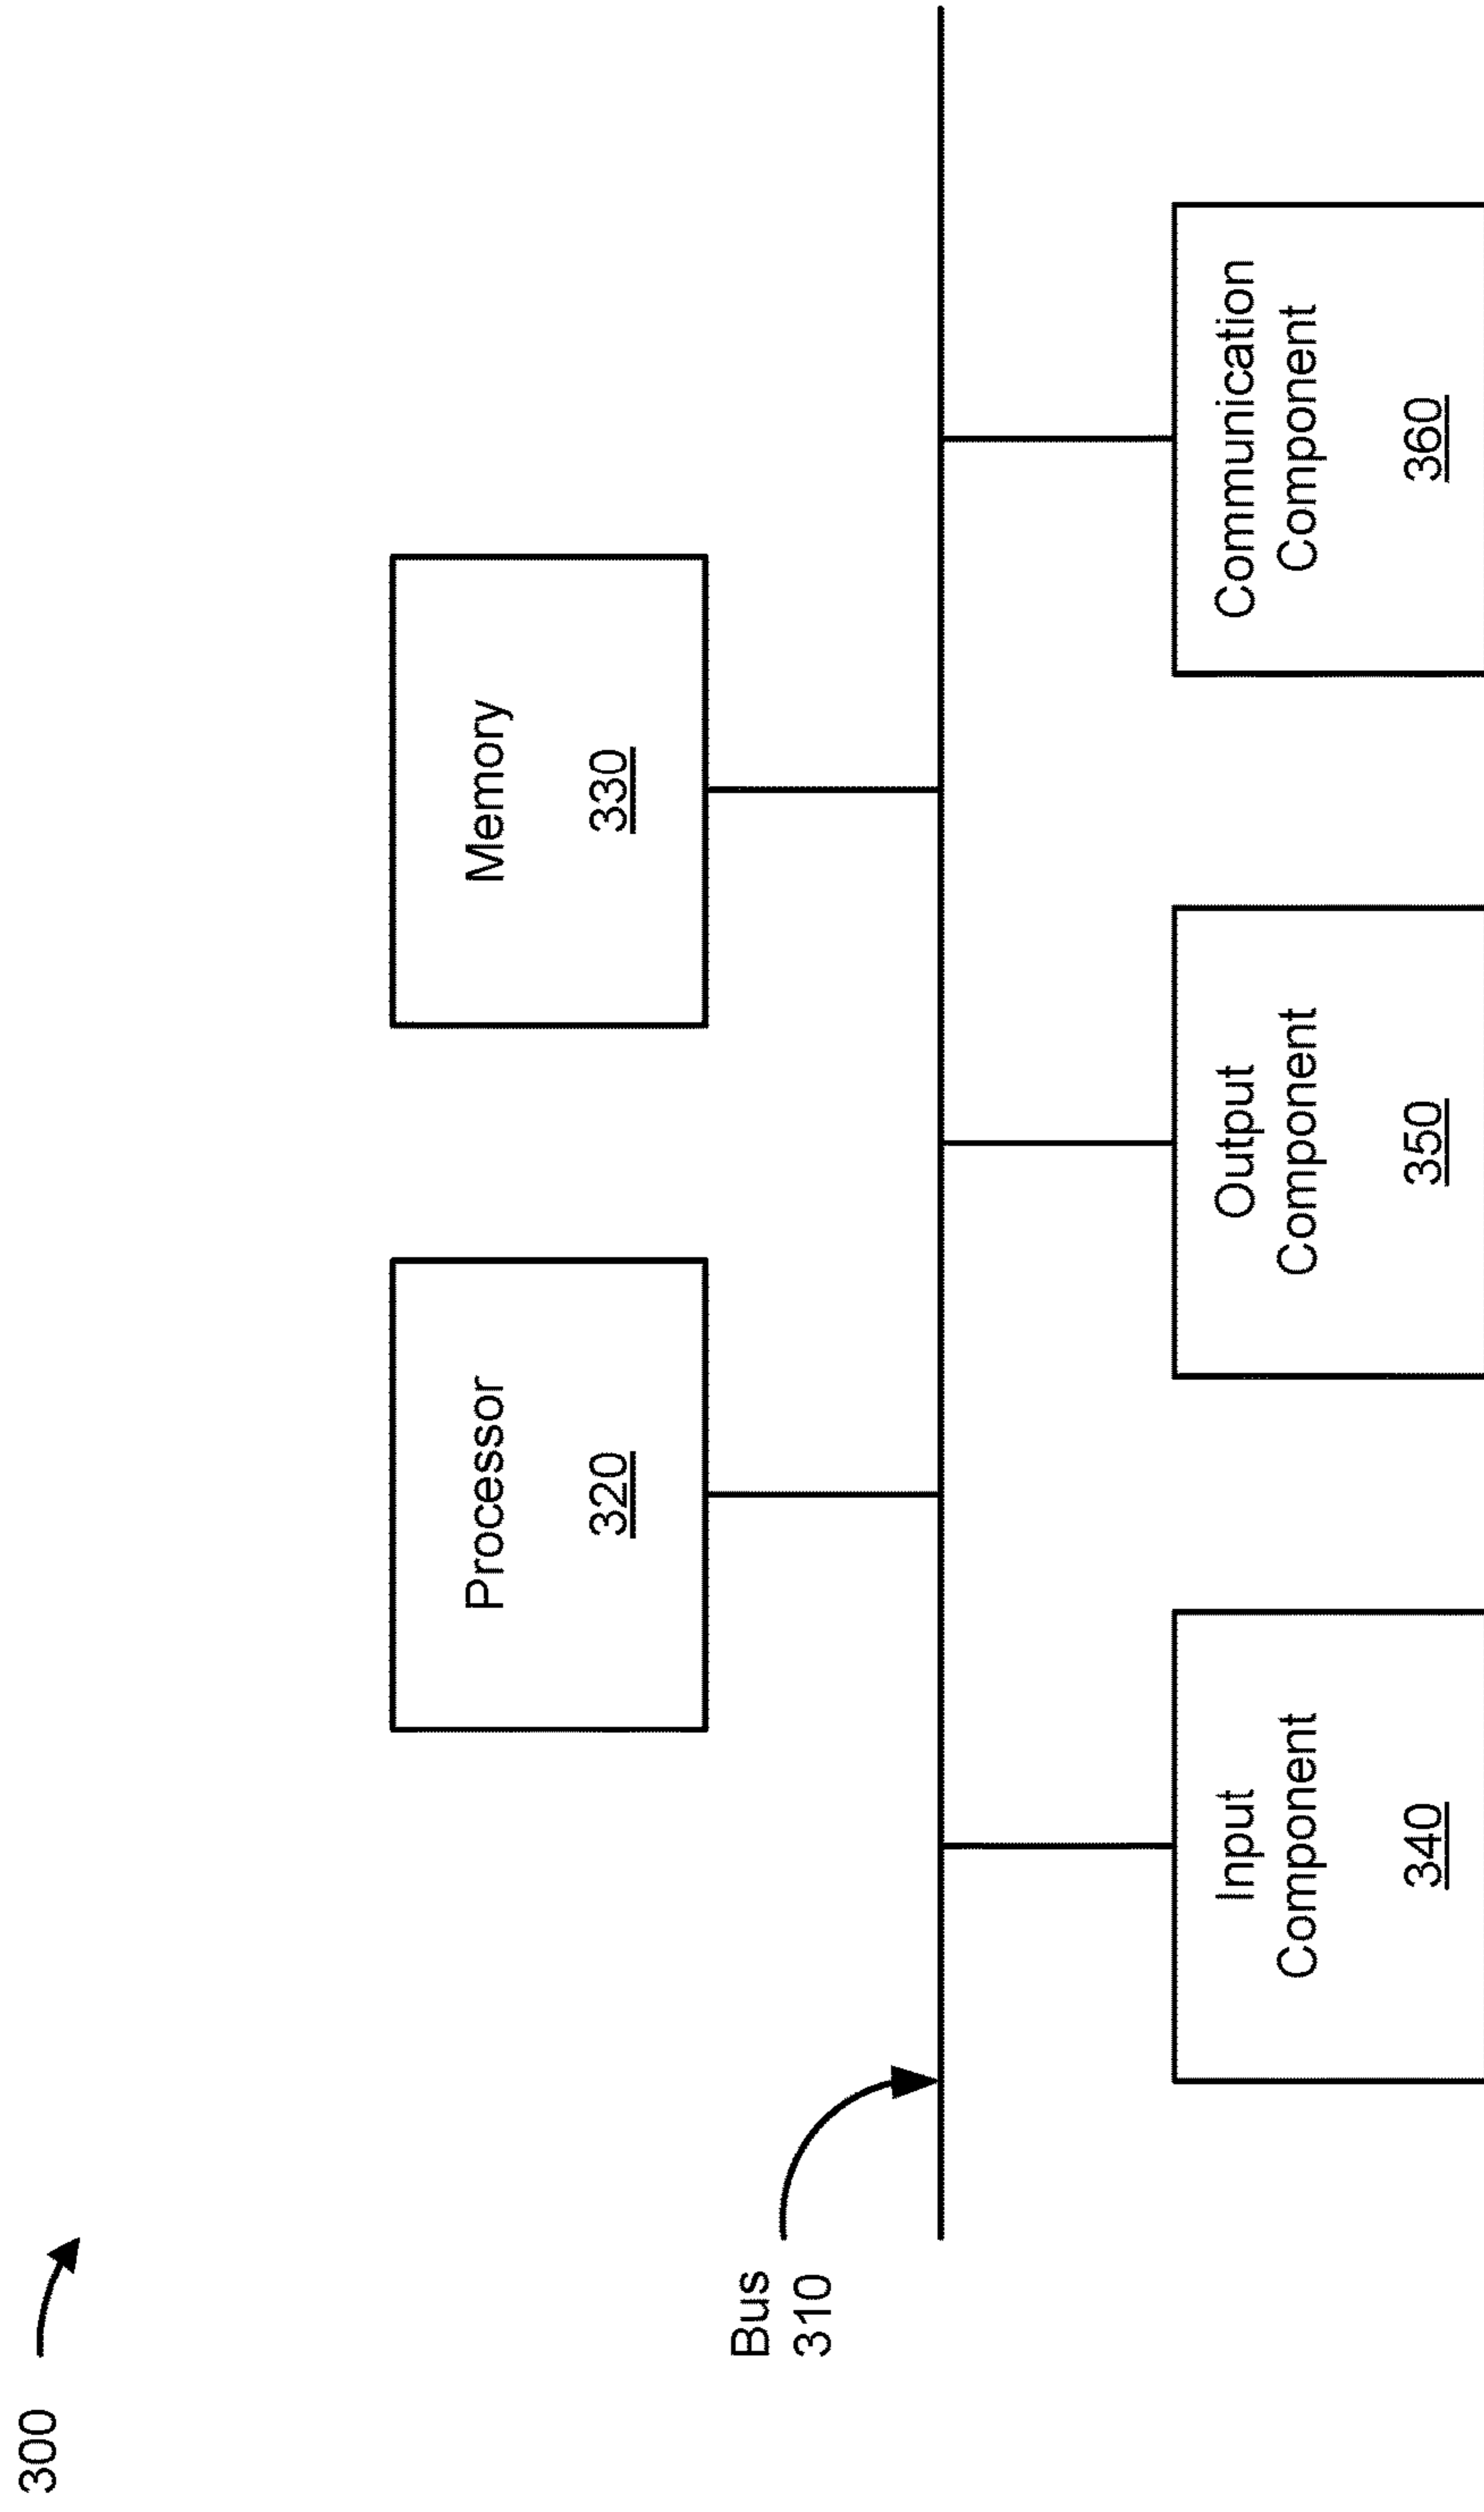 300
Processor
320
Memory
330
Bus
310
Input
Component
340
Output
Component
350
Communication
Component
360